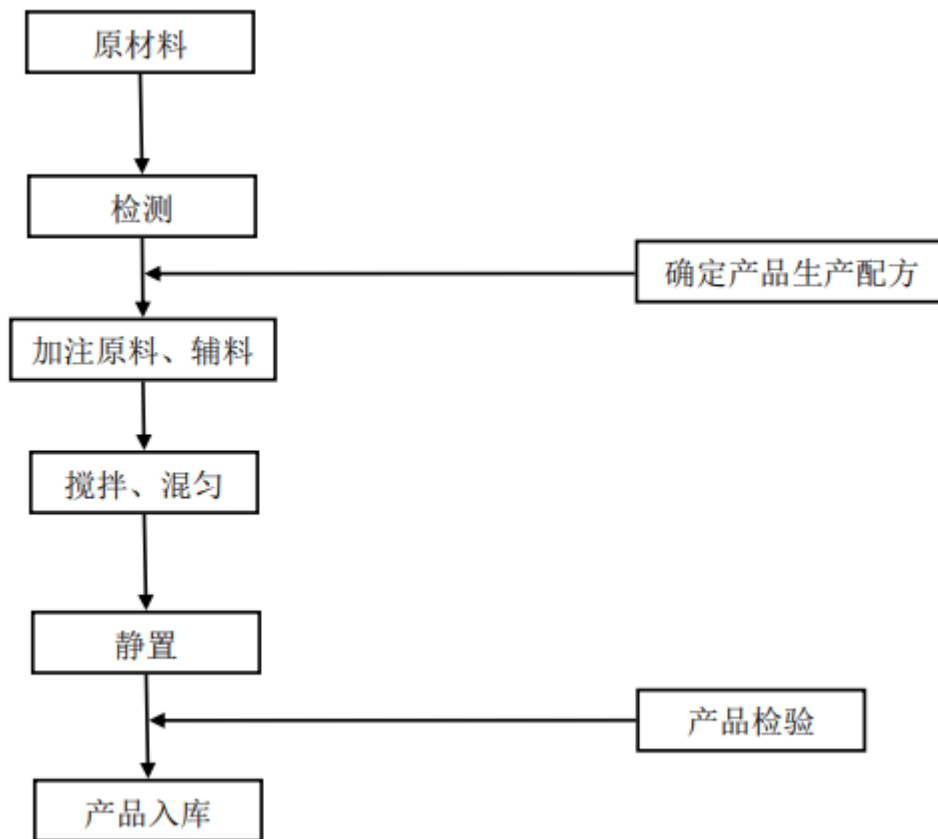 原材料
检测
确定产品生产配方
加注原料、辅料
搅拌、混匀
静置
产品检验
产品入库